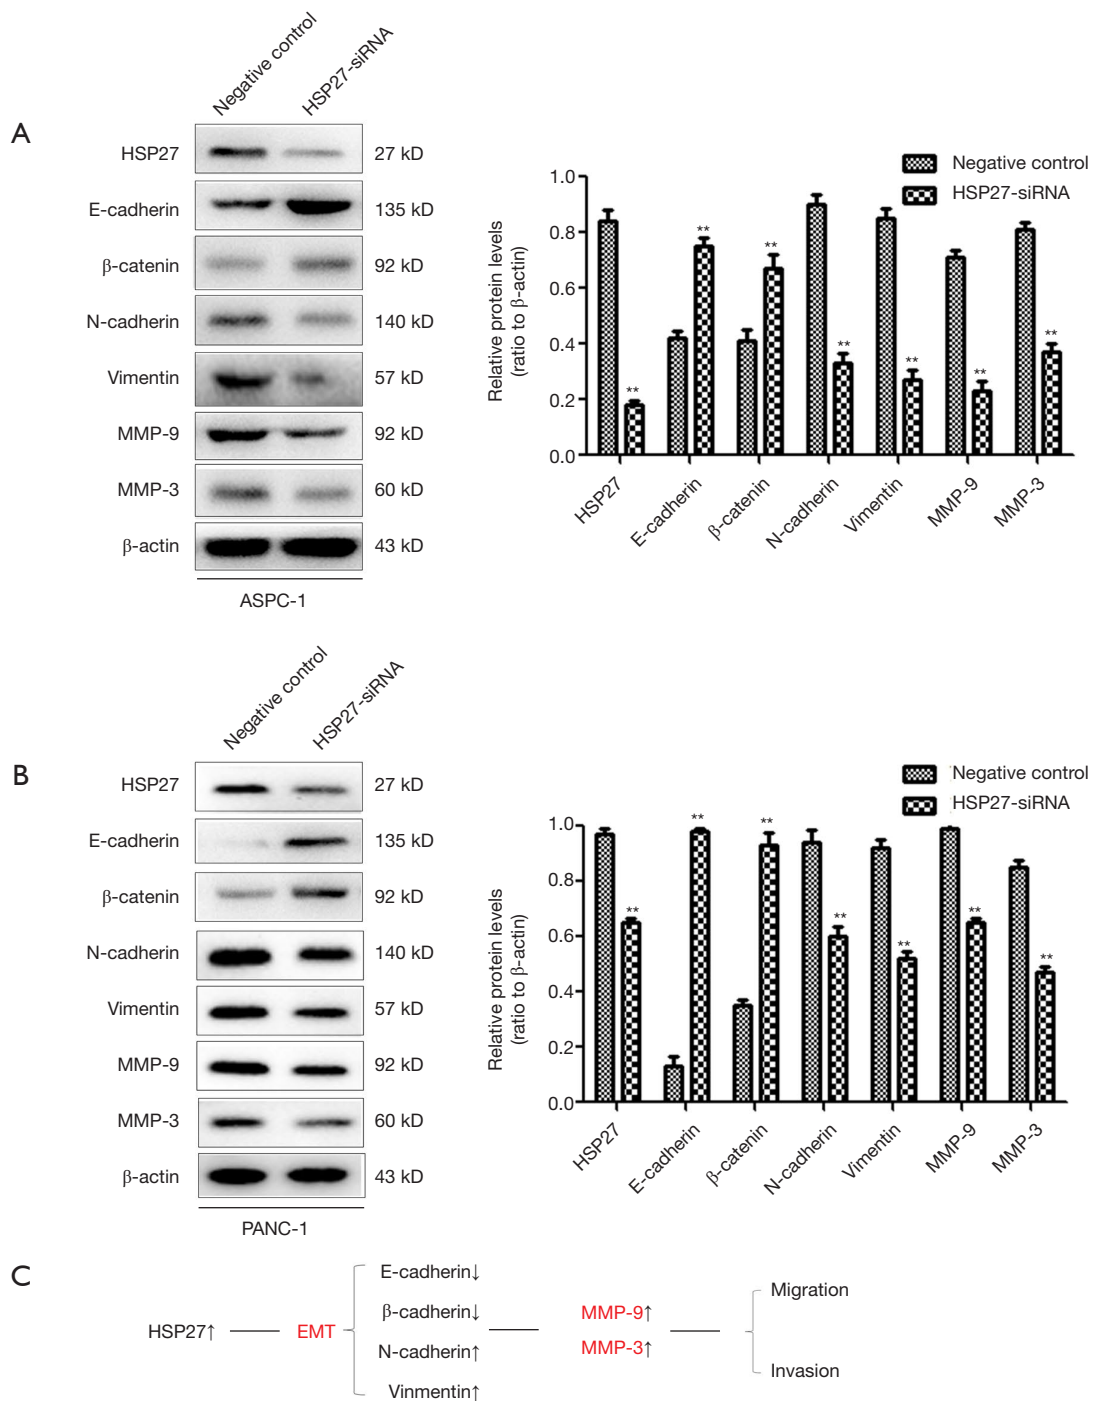 A
Negative control
HSP27-siRNA
HSP27 27 kD
E-cadherin 135 kD
β-catenin 92 kD
N-cadherin 140 kD
Vimentin 57 kD
MMP-9 92 kD
MMP-3 60 kD
β-actin 43 kD
ASPC-1
Negative control
HSP27-siRNA
Relative protein levels
(ratio to β-actin)
1.0
0.8
0.6
0.4
0.2
0.0
** ** ** ** ** ** **
HSP27
E-cadherin
β-catenin
N-cadherin
Vimentin
MMP-9
MMP-3
B
Negative control
HSP27-siRNA
HSP27 27 kD
E-cadherin 135 kD
β-catenin 92 kD
N-cadherin 140 kD
Vimentin 57 kD
MMP-9 92 kD
MMP-3 60 kD
β-actin 43 kD
PANC-1
Negative control
HSP27-siRNA
Relative protein levels
(ratio to β-actin)
1.0
0.8
0.6
0.4
0.2
0.0
** ** ** ** ** ** **
HSP27
E-cadherin
β-catenin
N-cadherin
Vimentin
MMP-9
MMP-3
C
HSP27↑
EMT
E-cadherin↓
β-cadherin↓
N-cadherin↑
Vinmentin↑
MMP-9↑
MMP-3↑
Migration
Invasion